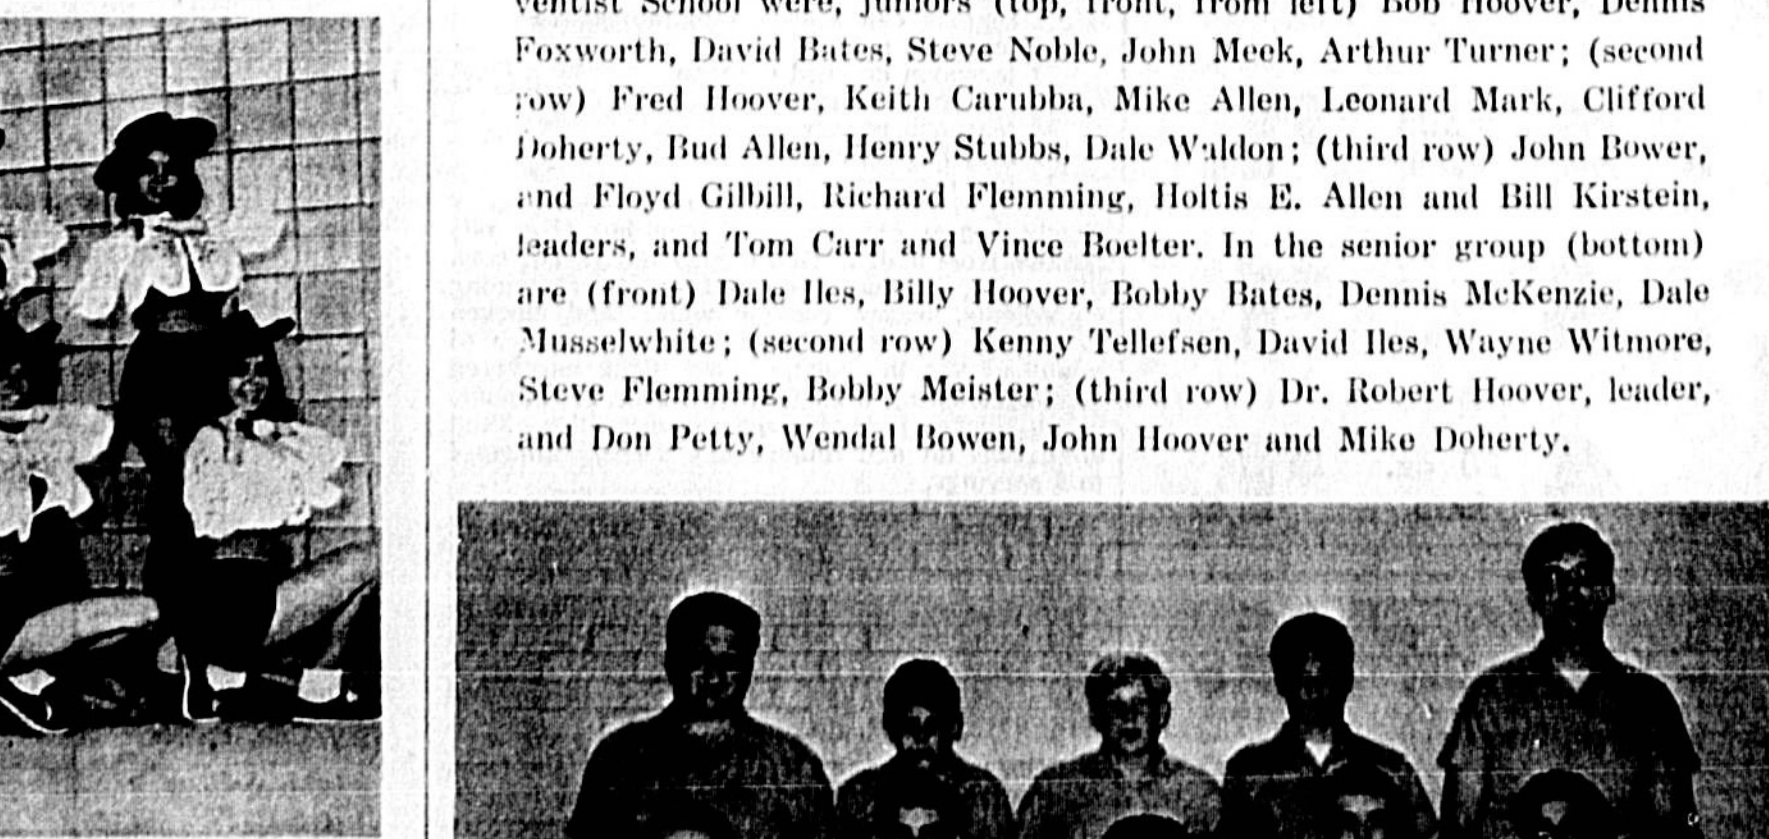 ventist School were, juniors (top, front, from left) Bob Hoover, Dennis
Foxworth, David Bates, Steve Noble, John Meek, Arthur Turner; (second
row) Fred Hoover, Keith Carubba, Mike Allen, Leonard Mark, Clifford
Doherty, Bud Allen, Henry Stubbs, Dale Waldon; (third row) John Bower,
and Floyd Gilbill, Richard Flemming, Holtis E. Allen and Bill Kirstein,
leaders, and Tom Carr and Vince Boelter. In the senior group (bottom)
are (front) Dale Iles, Billy Hoover, Bobby Bates, Dennis McKenzie, Dale
Musselwhite; (second row) Kenny Tellefsen, David Iles, Wayne Witmore,
Steve Flemming, Bobby Meister; (third row) Dr. Robert Hoover, leader,
and Don Petty, Wendal Bowen, John Hoover and Mike Doherty.